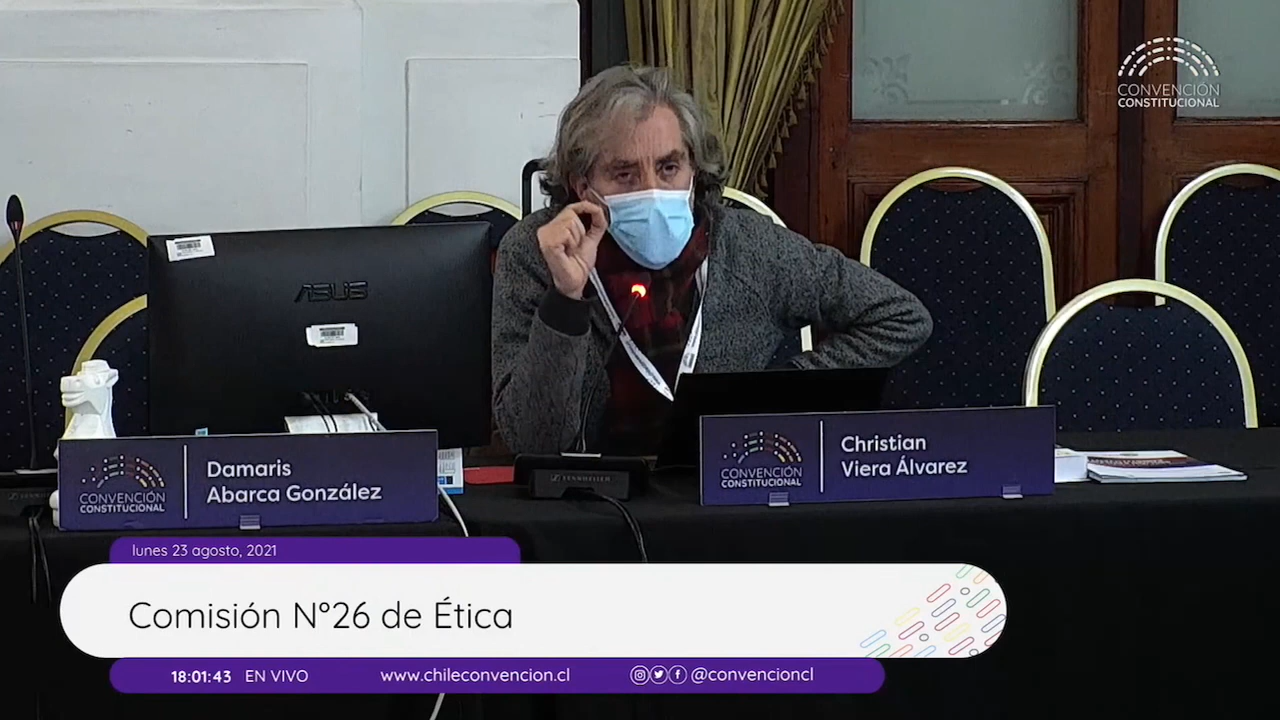 CONVENCIÓN
CONSTITUCIONAL
ASUS
CONVENCIÓN
CONSTITUCIONAL
Damaris
Abarca González
SENNHEISER
CONVENCIÓN
CONSTITUCIONAL
Christian
Viera Álvarez
lunes 23 agosto, 2021
Comisión N°26 de Ética
18:01:43 EN VIVO www.chileconvencion.cl @convencioncl